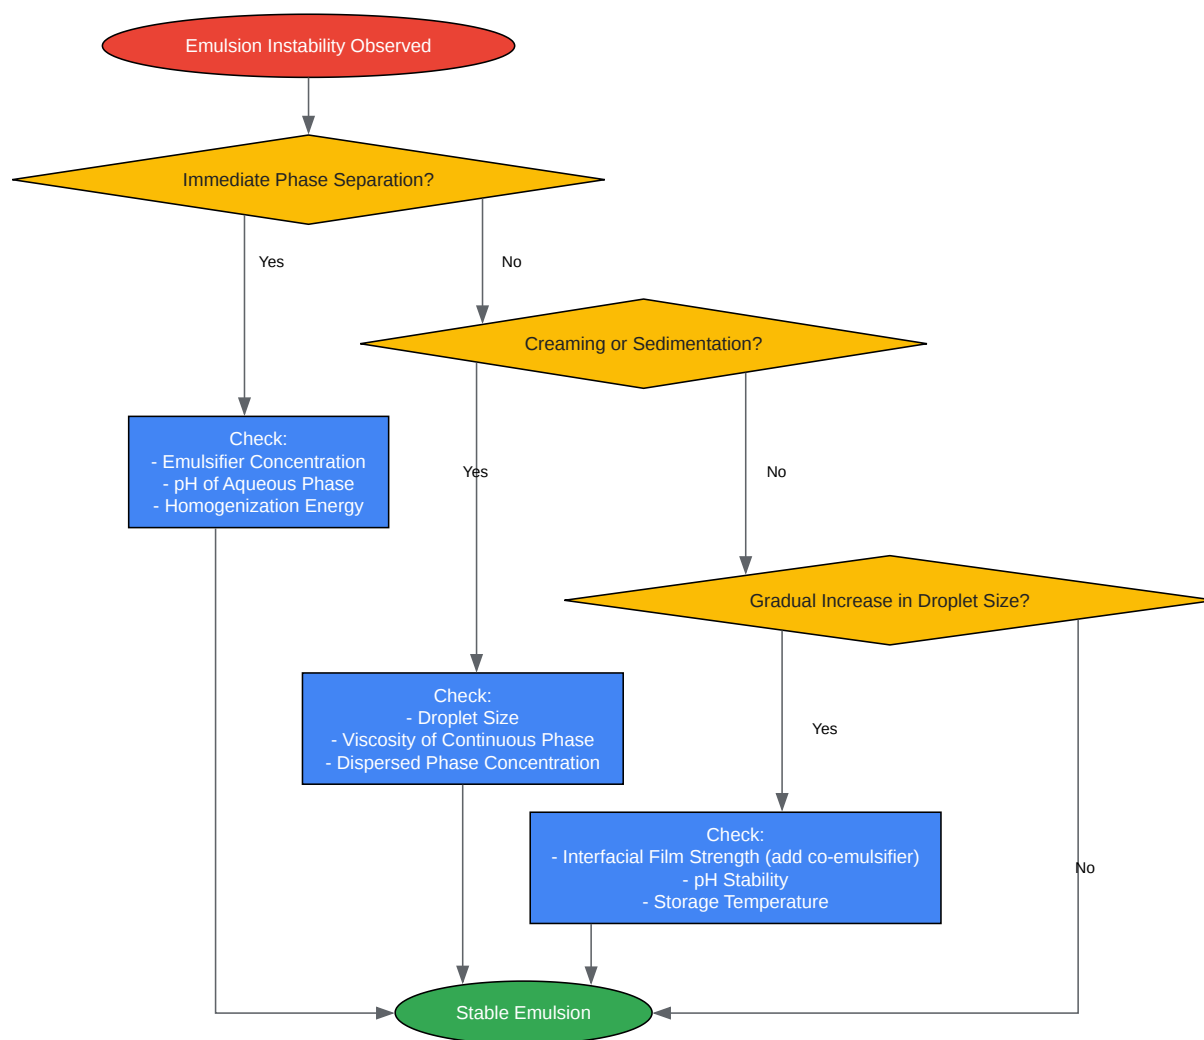 Emulsion Instability Observed
Immediate Phase Separation?
Yes
No
Creaming or Sedimentation?
Check:
- Emulsifier Concentration
- pH of Aqueous Phase
- Homogenization Energy
Yes
No
Gradual Increase in Droplet Size?
Check:
- Droplet Size
- Viscosity of Continuous Phase
- Dispersed Phase Concentration
Yes
Check:
- Interfacial Film Strength (add co-emulsifier)
- pH Stability
- Storage Temperature
No
Stable Emulsion